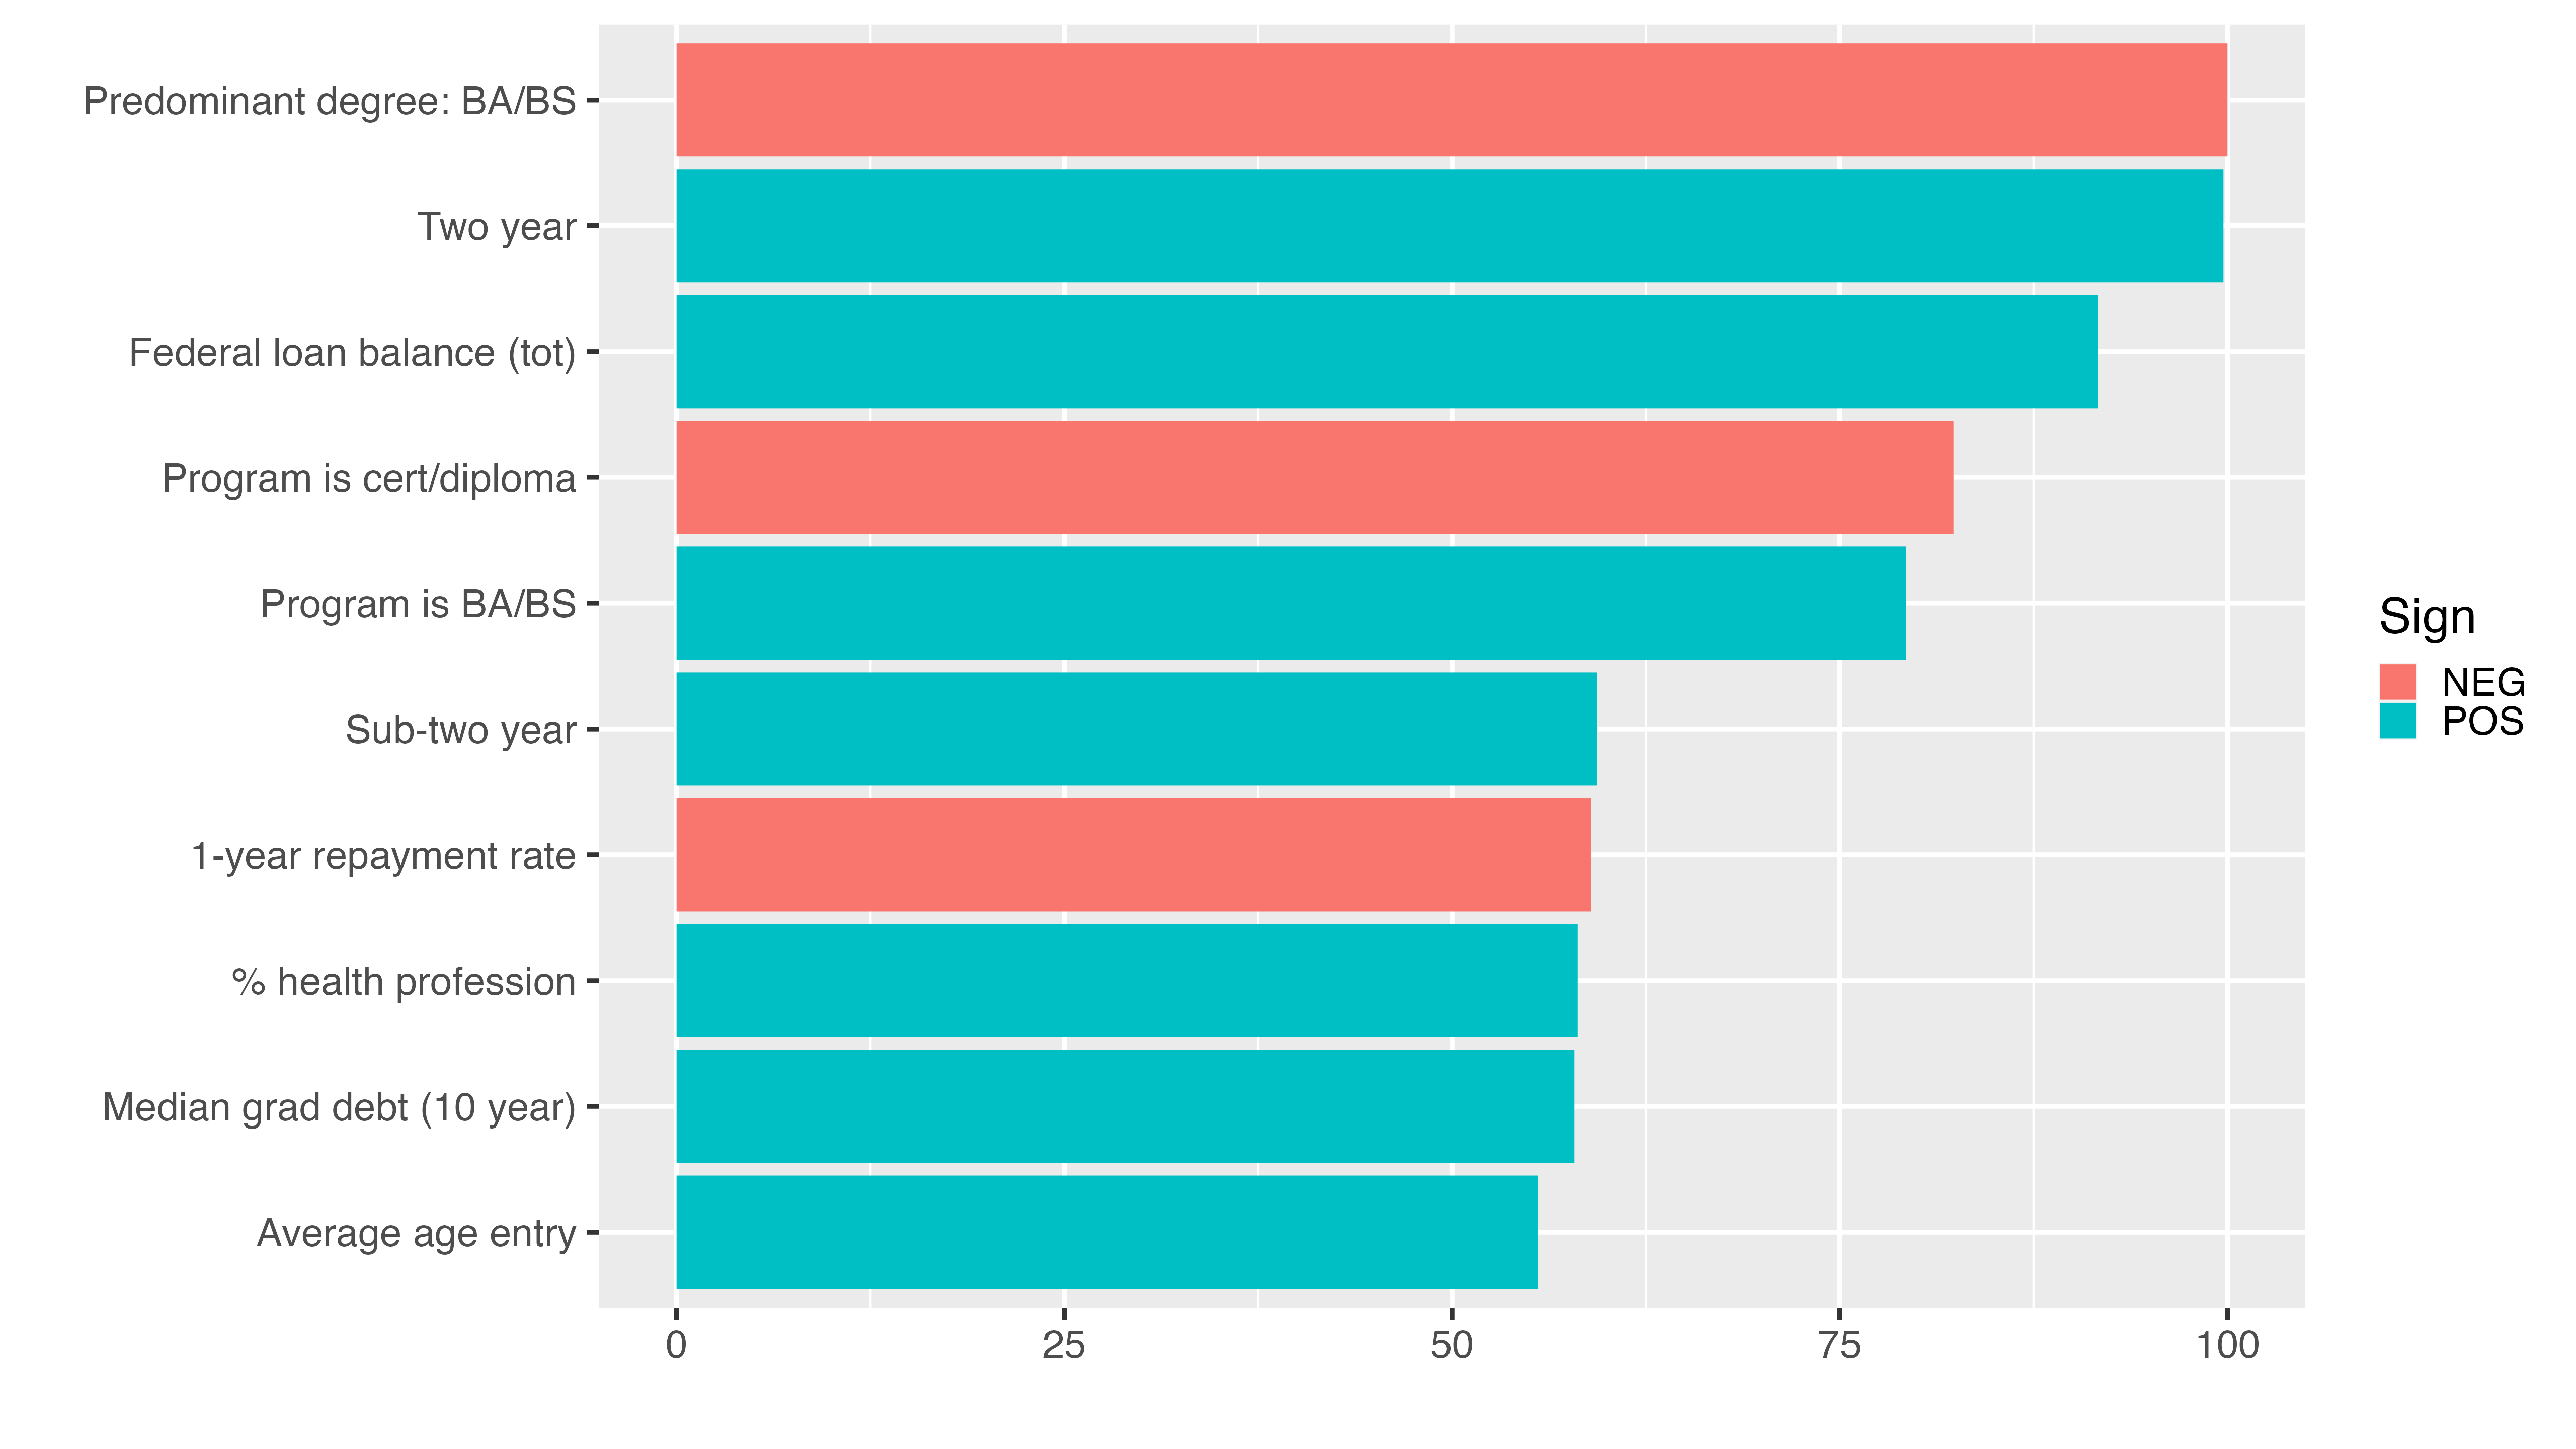 Predominant degree: BA/BS
Two year
Federal loan balance (tot)
Program is cert/diploma
Program is BA/BS
Sub-two year
1-year repayment rate
% health profession
Median grad debt (10 year)
Average age entry
0 25 50 75 100
Sign
NEG
POS